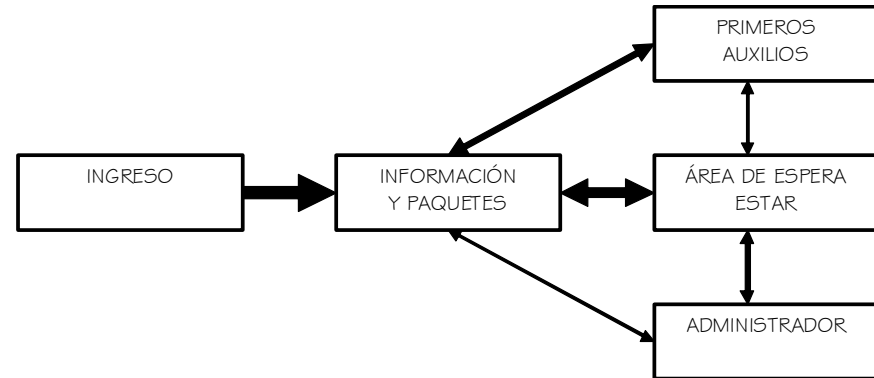 PRIMEROS
AUXILIOS
INGRESO
INFORMACIÓN
Y PAQUETES
ÁREA DE ESPERA
ESTAR
ADMINISTRADOR